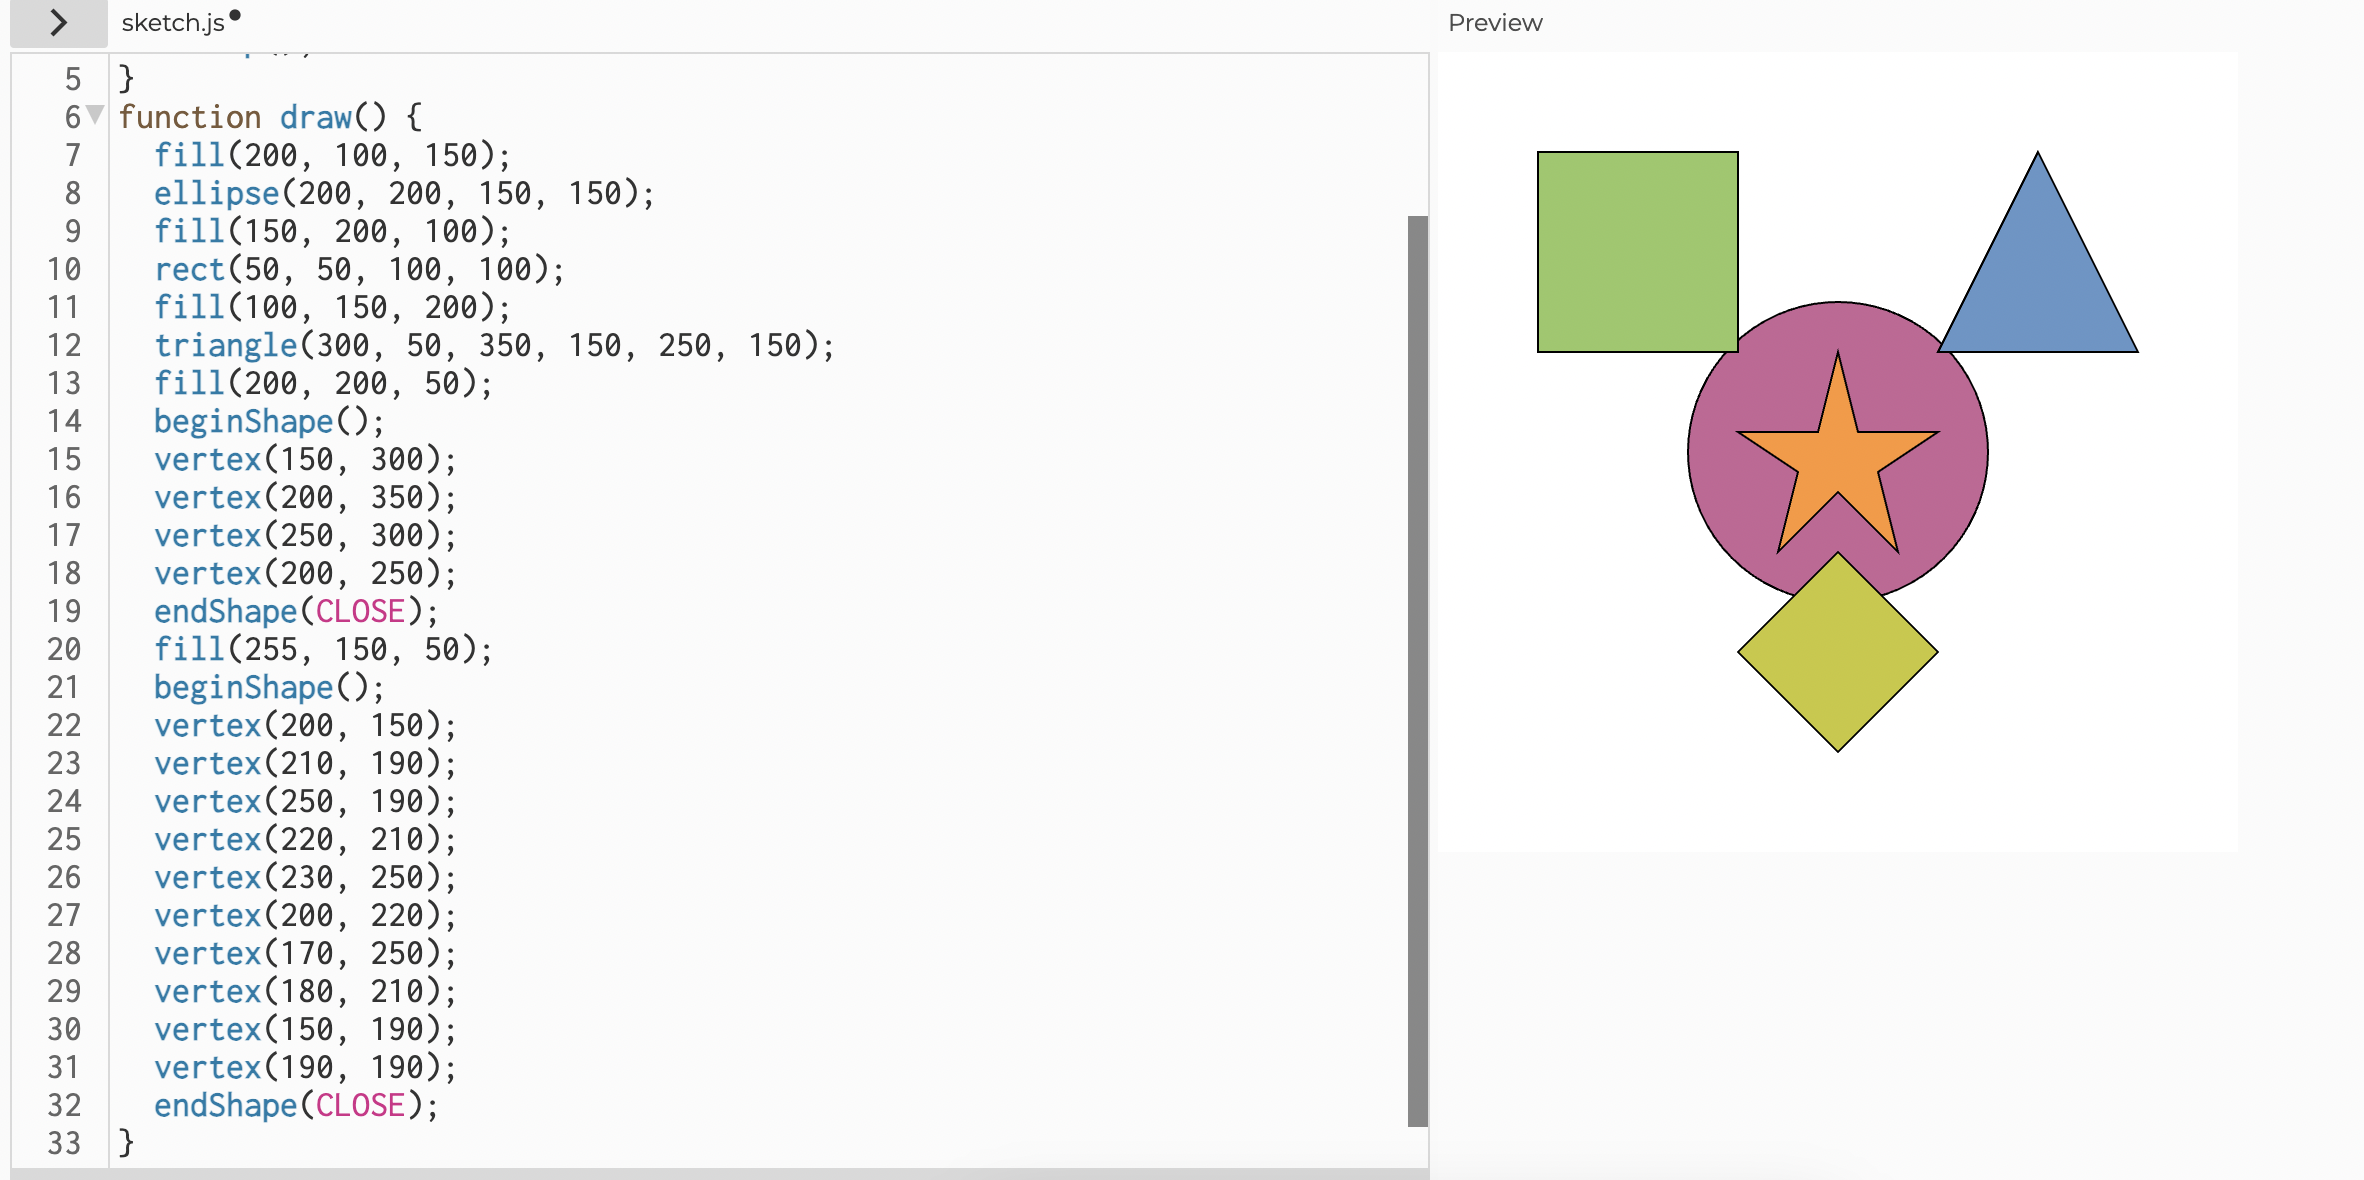 sketch.js
Preview
5 }
6 function draw() {
7 fill(200, 100, 150);
8 ellipse(200, 200, 150, 150);
9 fill(150, 200, 100);
10 rect(50, 50, 100, 100);
11 fill(100, 150, 200);
12 triangle(300, 50, 350, 150, 250, 150);
13 fill(200, 200, 50);
14 beginShape();
15 vertex(150, 300);
16 vertex(200, 350);
17 vertex(250, 300);
18 vertex(200, 250);
19 endShape(CLOSE);
20 fill(255, 150, 50);
21 beginShape();
22 vertex(200, 150);
23 vertex(210, 190);
24 vertex(250, 190);
25 vertex(220, 210);
26 vertex(230, 250);
27 vertex(200, 220);
28 vertex(170, 250);
29 vertex(180, 210);
30 vertex(150, 190);
31 vertex(190, 190);
32 endShape(CLOSE);
33 }